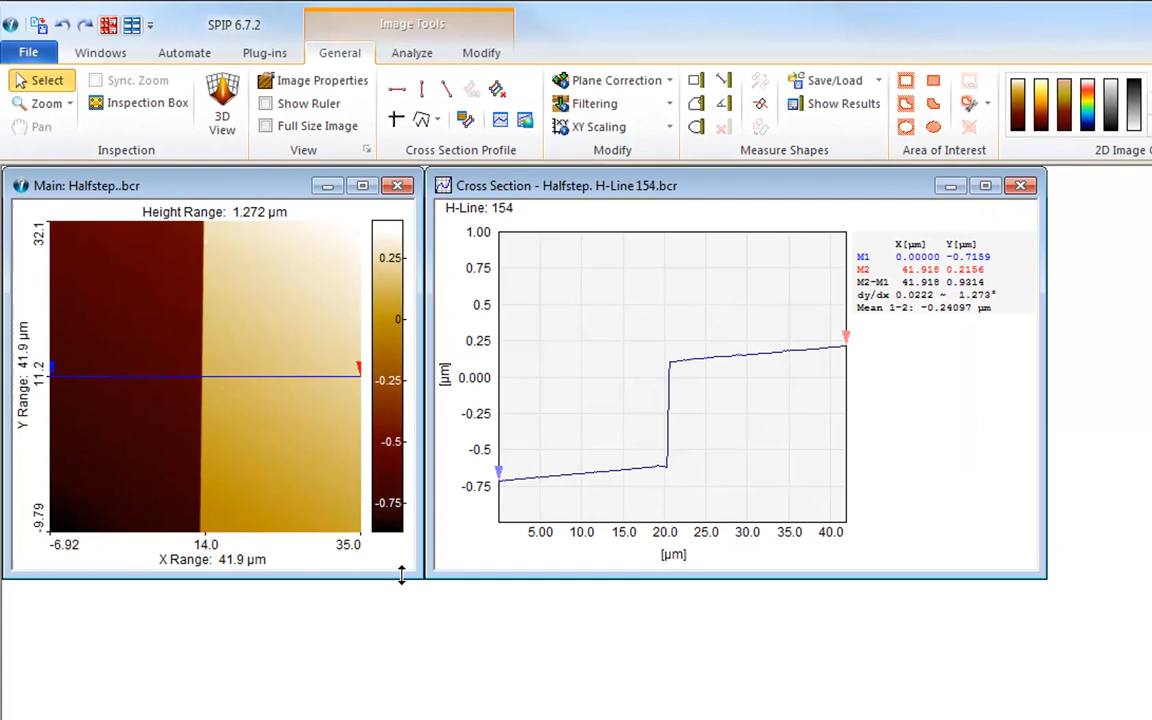 SPIP 6.7.2
Image Tools
File
Windows
Automate
Plug-ins
General
Analyze
Modify
Select
Sync. Zoom
Zoom
Inspection Box
Pan
Inspection
3D
View
Image Properties
Show Ruler
Full Size Image
View
Cross Section Profile
Plane Correction
Filtering
XY Scaling
Modify
Measure Shapes
Save/Load
Show Results
Area of Interest
2D Image C
Main: Halfstep..bcr
Height Range: 1.272 µm
32.1
11.2
-9.79
Y Range: 41.9 µm
-6.92
14.0
35.0
X Range: 41.9 µm
0.25
0
-0.25
-0.5
-0.75
Cross Section - Halfstep. H-Line 154.bcr
H-Line: 154
1.00
0.75
0.5
0.25
0.000
-0.25
-0.5
-0.75
[µm]
5.00 10.0 15.0 20.0 25.0 30.0 35.0 40.0
[µm]
X[µm] Y[µm]
M1 0.00000 -0.7159
M2 41.918 0.2156
M2-M1 41.918 0.9314
dy/dx 0.0222 ~ 1.273°
Mean 1-2: -0.24097 µm